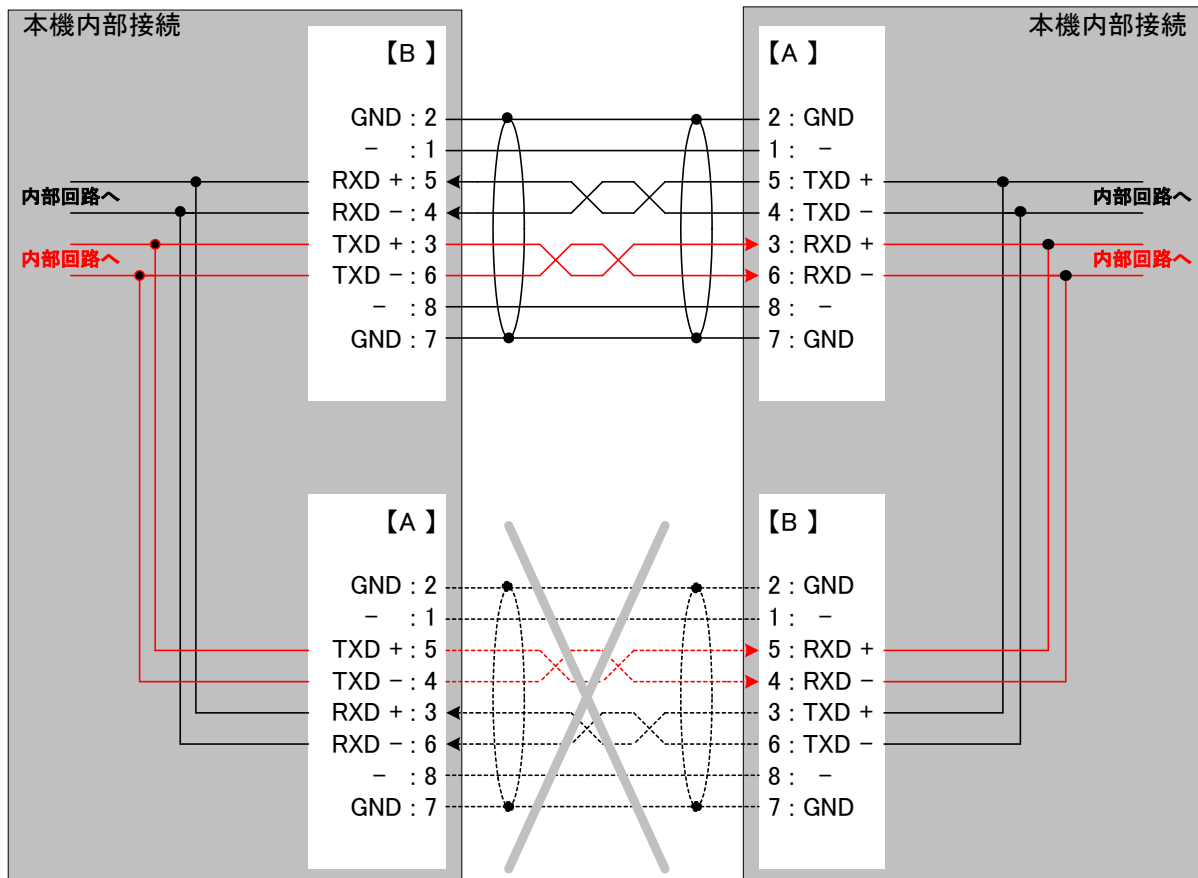 本機内部接続
本機内部接続
【B】
【A】
GND : 2
2 : GND
− : 1
1 : −
RXD + : 5
5 : TXD +
RXD − : 4
4 : TXD −
TXD + : 3
3 : RXD +
TXD − : 6
6 : RXD −
− : 8
8 : −
GND : 7
7 : GND
内部回路へ
内部回路へ
内部回路へ
内部回路へ
【A】
【B】
GND : 2
2 : GND
− : 1
1 : −
TXD + : 5
5 : RXD +
TXD − : 4
4 : RXD −
RXD + : 3
3 : TXD +
RXD − : 6
6 : TXD −
− : 8
8 : −
GND : 7
7 : GND